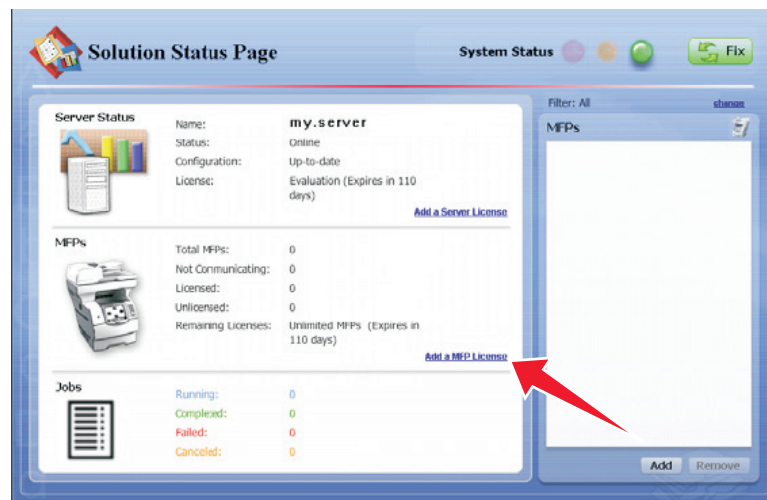 Solution Status Page
System Status
Fix
Filter: All change
Server Status
Name: my.server
Status: Online
Configuration: Up-to-date
License: Evaluation (Expires in 110
days)
Add a Server License
MFPs
Total MFPs: 0
Not Communicating: 0
Licensed: 0
Unlicensed: 0
Remaining Licenses: Unlimited MFPs (Expires in
110 days)
Add a MFP License
Jobs
Running: 0
Completed: 0
Failed: 0
Canceled: 0
MFPs
Add Remove